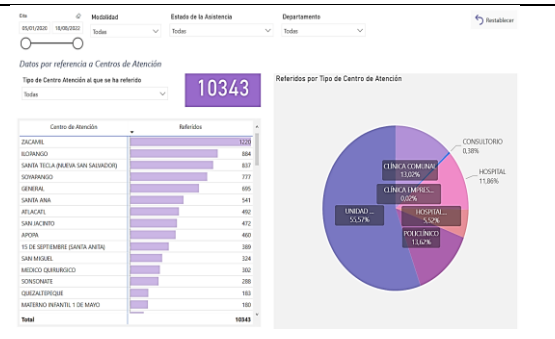 Día
Modalidad
Estado de la Asistencia
Departamento
Restablecer
05/01/2020
16/08/2022
Todas
Todas
Todas
Datos por referencia a Centros de Atención
Tipo de Centro Atención al que se ha referido
Todas
10343
Referidos por Tipo de Centro de Atención
Centro de Atención Referidos
ZACAMIL 1220
ILOPANGO 884
SANTA TECLA (NUEVA SAN SALVADOR) 837
SOYAPANGO 777
GENERAL 695
SANTA ANA 541
ATLACATL 492
SAN JACINTO 472
APOPA 460
15 DE SEPTIEMBRE (SANTA ANITA) 389
SAN MIGUEL 324
MEDICO QUIRURGICO 302
SONSONATE 288
QUEZALTEPEQUE 193
MATERNO INFANTIL 1 DE MAYO 180
Total 10343
CONSULTORIO
0,38%
HOSPITAL
11,86%
CLÍNICA COMUNAL
13,02%
CLÍNICA EMPRES...
0,02%
UNIDAD ...
55,57%
HOSPITAL...
5,52%
POLICLÍNICO
13,62%